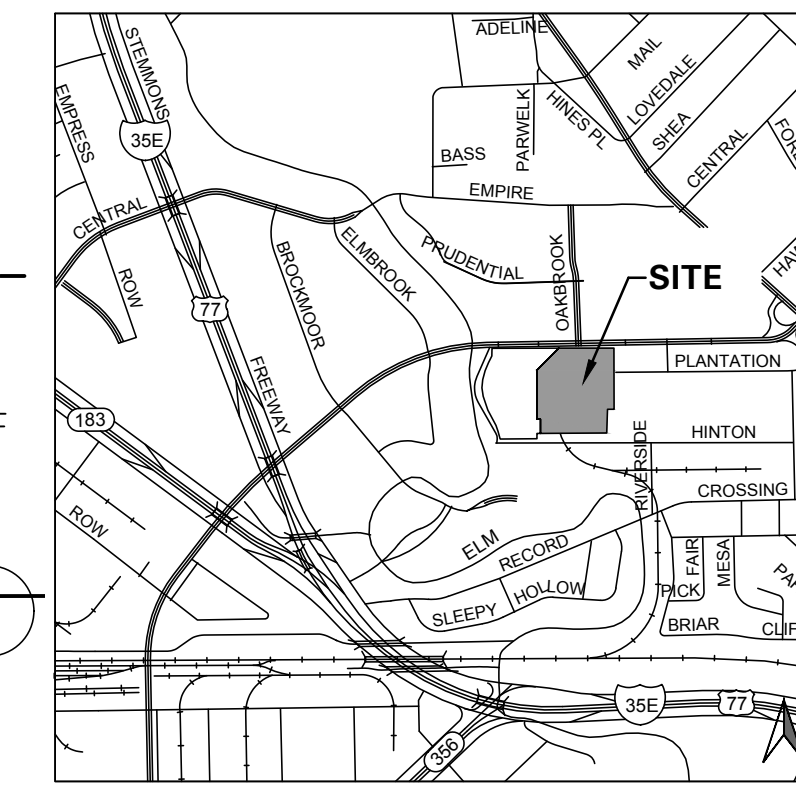 ADELINE
STEMMONS
MAIL
LOVEDALE
EMPRESS
PARWELK
HINES PL
SHEA
35E
BASS
CENTRAL
EMPIRE
CENTRAL
ELMBROOK
PRUDENTIAL
OAKBROOK
BROCKMOOR
ROW
SITE
77
PLANTATION
FREEWAY
183
HINTON
RIVERSIDE
CROSSING
ROW
ELM
RECORD
FAIR
MESA
HOLLOW
PICK
SLEEPY
BRIAR
CLIF
35E
77
356